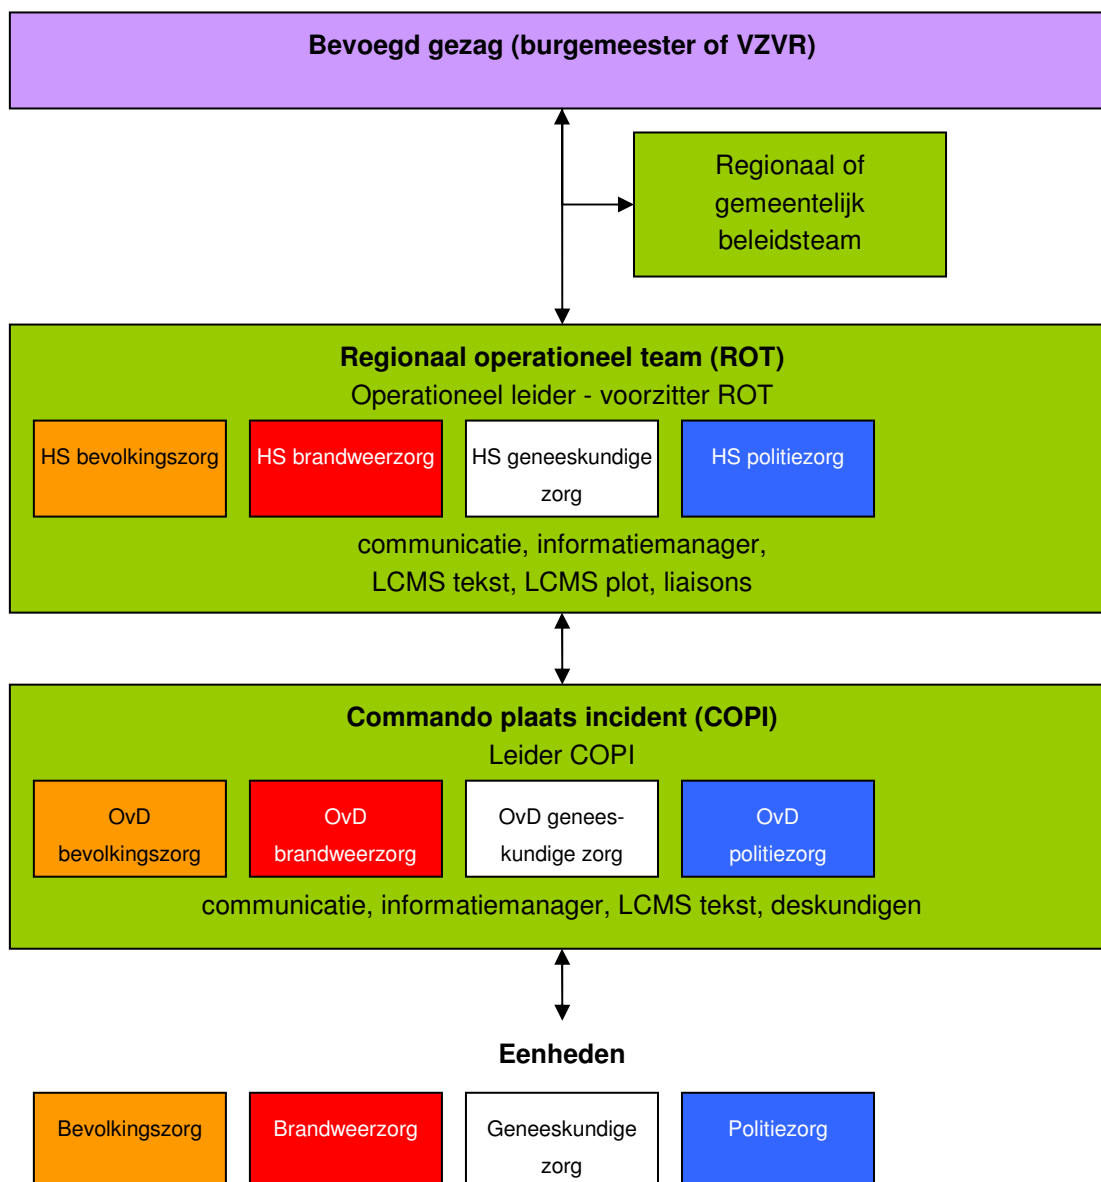 Bevoegd gezag (burgemeester of VZVR)
Regionaal of
gemeentelijk
beleidsteam
Regionaal operationeel team (ROT)
Operationeel leider - voorzitter ROT
HS bevolkingszorg
HS brandweerzorg
HS geneeskundige
zorg
HS politiezorg
communicatie, informatiemanager,
LCMS tekst, LCMS plot, liaisons
Commando plaats incident (COPI)
Leider COPI
OvD
bevolkingszorg
OvD
brandweerzorg
OvD genees-
kundige zorg
OvD
politiezorg
communicatie, informatiemanager, LCMS tekst, deskundigen
Eenheden
Bevolkingszorg
Brandweerzorg
Geneeskundige
zorg
Politiezorg